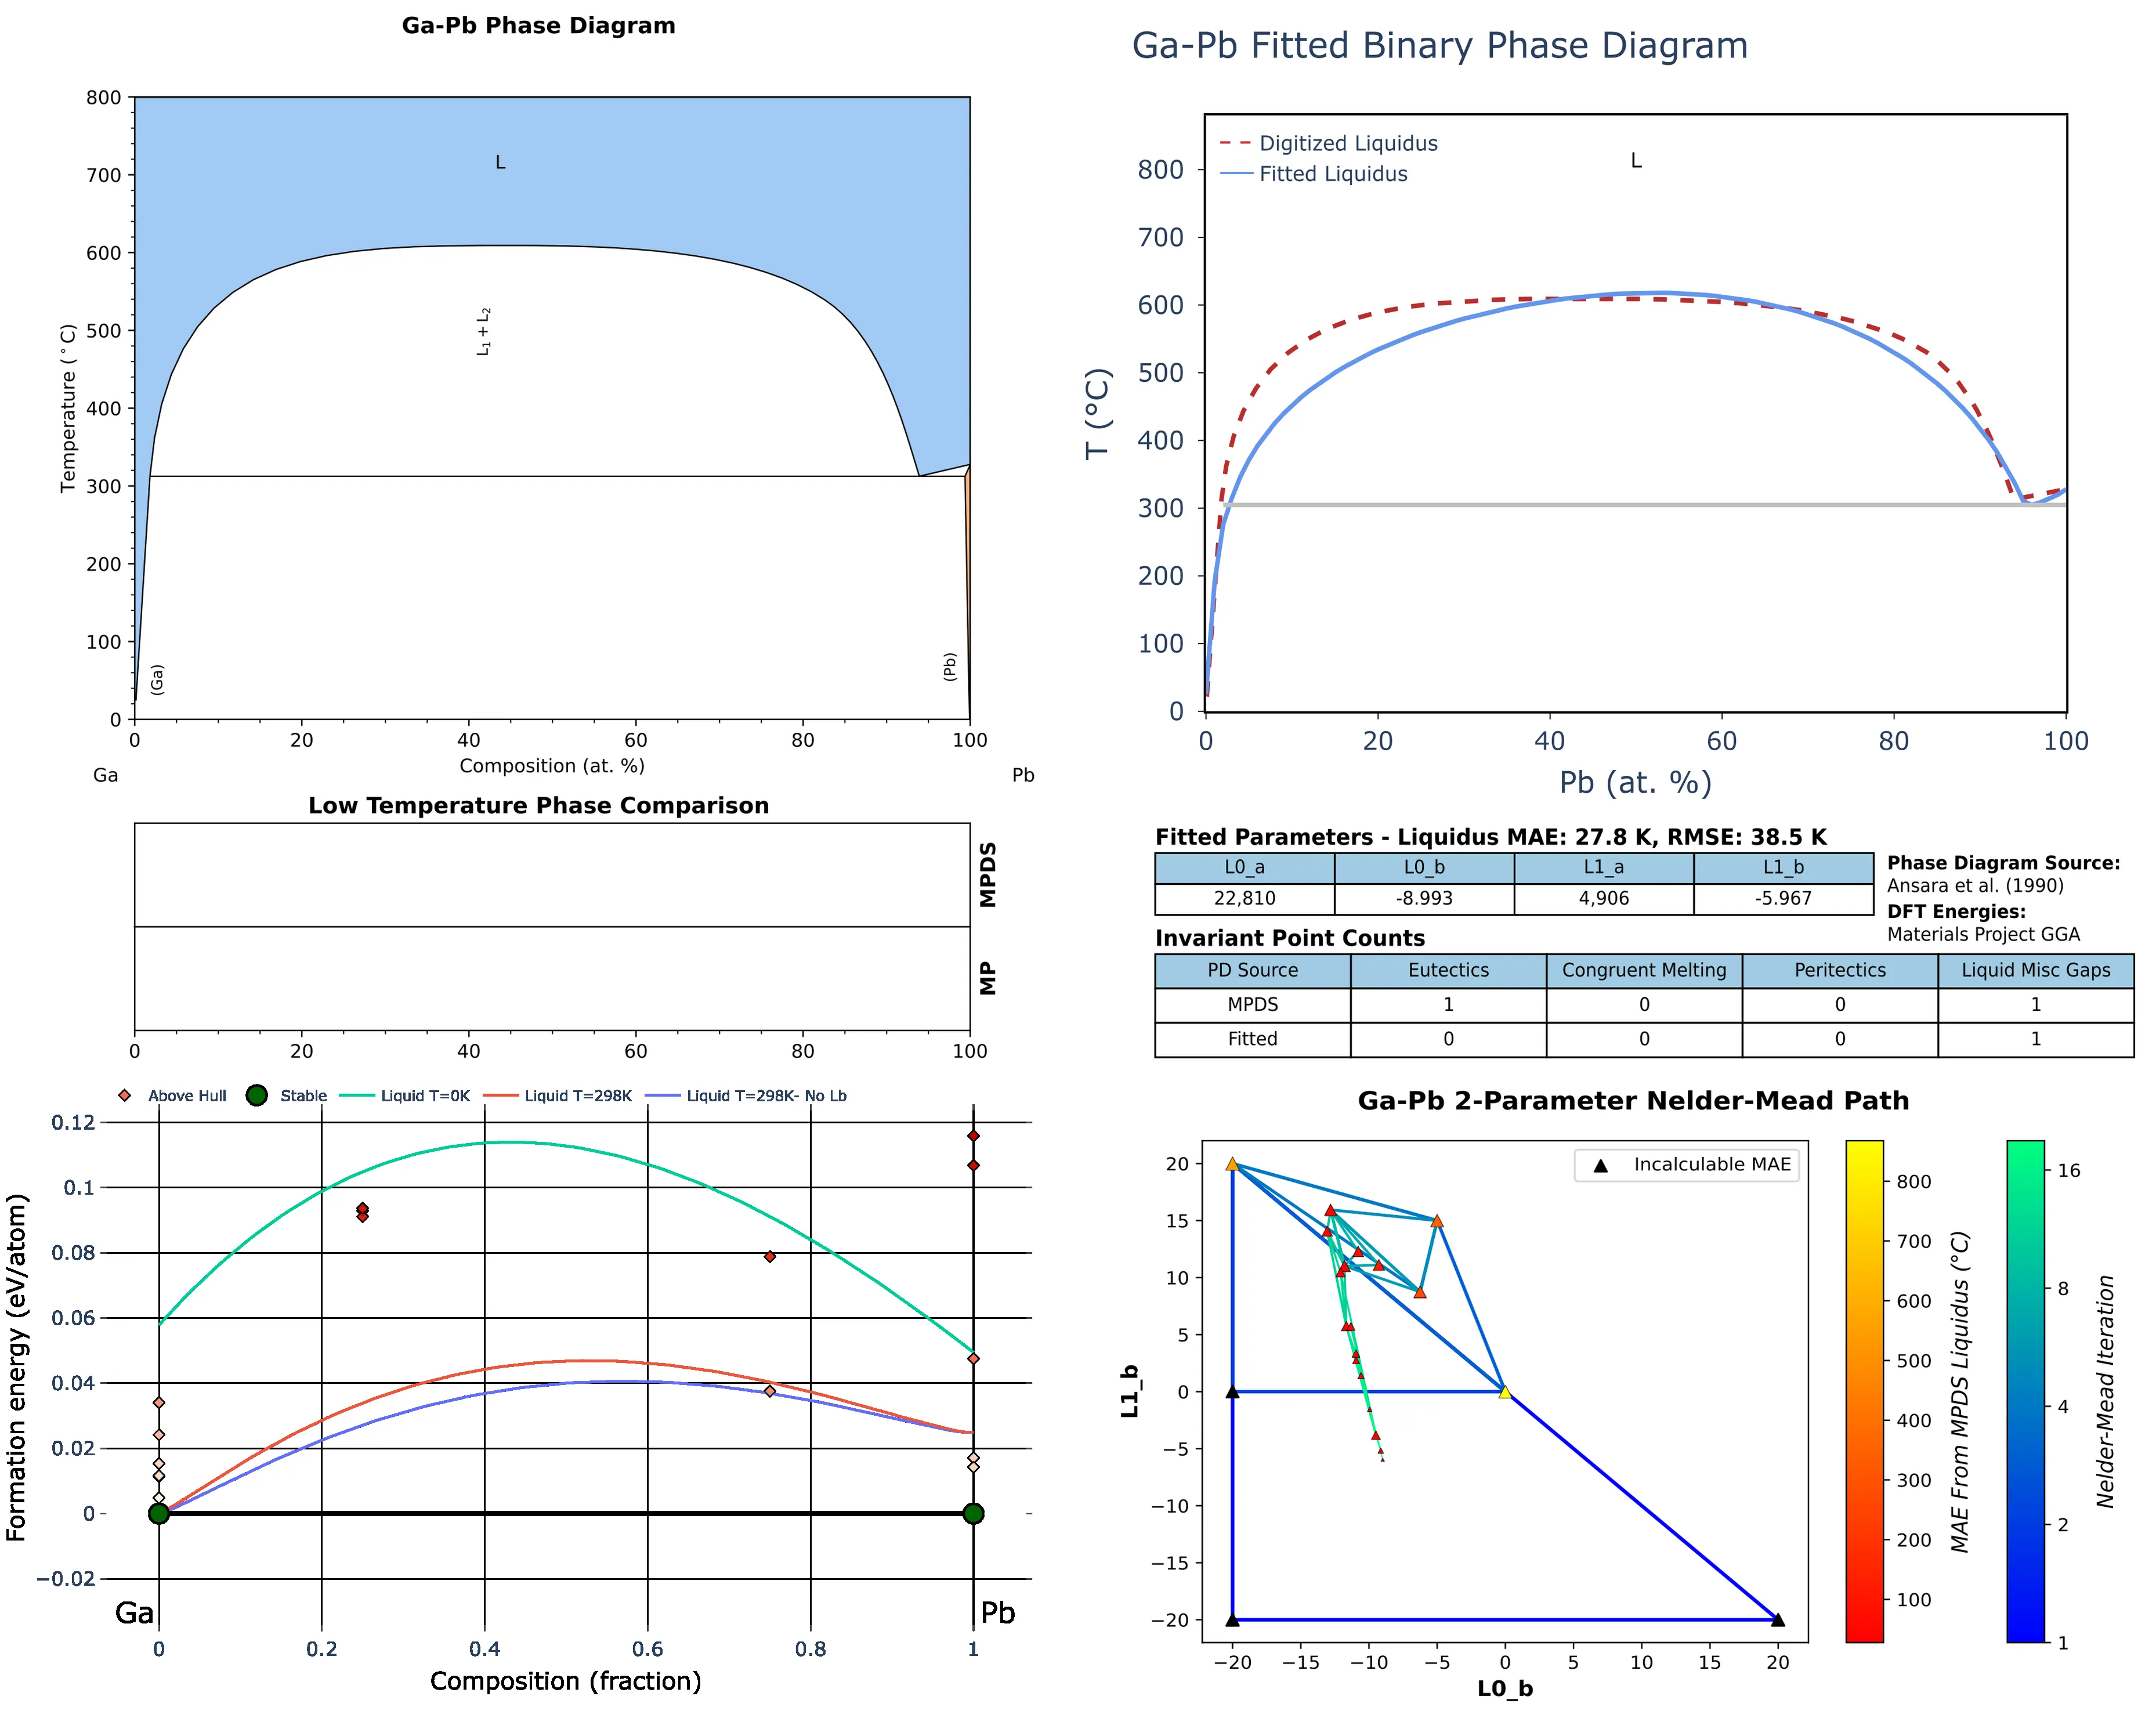 Ga-Pb Phase Diagram
800
700
600
500
400
300
200
100
0
Temperature (°C)
L
L1 + L2
(Ga)
(Pb)
0 20 40 60 80 100
Composition (at. %)
Ga Pb
Low Temperature Phase Comparison
MPDS
MP
0 20 40 60 80 100
Above Hull Stable Liquid T=0K Liquid T=298K Liquid T=298K- No Lb
0.12
0.1
0.08
0.06
0.04
0.02
0
−0.02
Formation energy (eV/atom)
Ga Pb
0 0.2 0.4 0.6 0.8 1
Composition (fraction)
Ga-Pb Fitted Binary Phase Diagram
Digitized Liquidus
Fitted Liquidus
L
800
700
600
500
400
300
200
100
0
T (°C)
0 20 40 60 80 100
Pb (at. %)
Fitted Parameters - Liquidus MAE: 27.8 K, RMSE: 38.5 K
L0_a L0_b L1_a L1_b
22,810 -8.993 4,906 -5.967
Phase Diagram Source:
Ansara et al. (1990)
DFT Energies:
Materials Project GGA
Invariant Point Counts
PD Source Eutectics Congruent Melting Peritectics Liquid Misc Gaps
MPDS 1 0 0 1
Fitted 0 0 0 1
Ga-Pb 2-Parameter Nelder-Mead Path
Incalculable MAE
20
15
10
5
0
−5
−10
−15
−20
L1_b
−20 −15 −10 −5 0 5 10 15 20
L0_b
800
700
600
500
400
300
200
100
MAE From MPDS Liquidus (°C)
16
8
4
2
1
Nelder-Mead Iteration